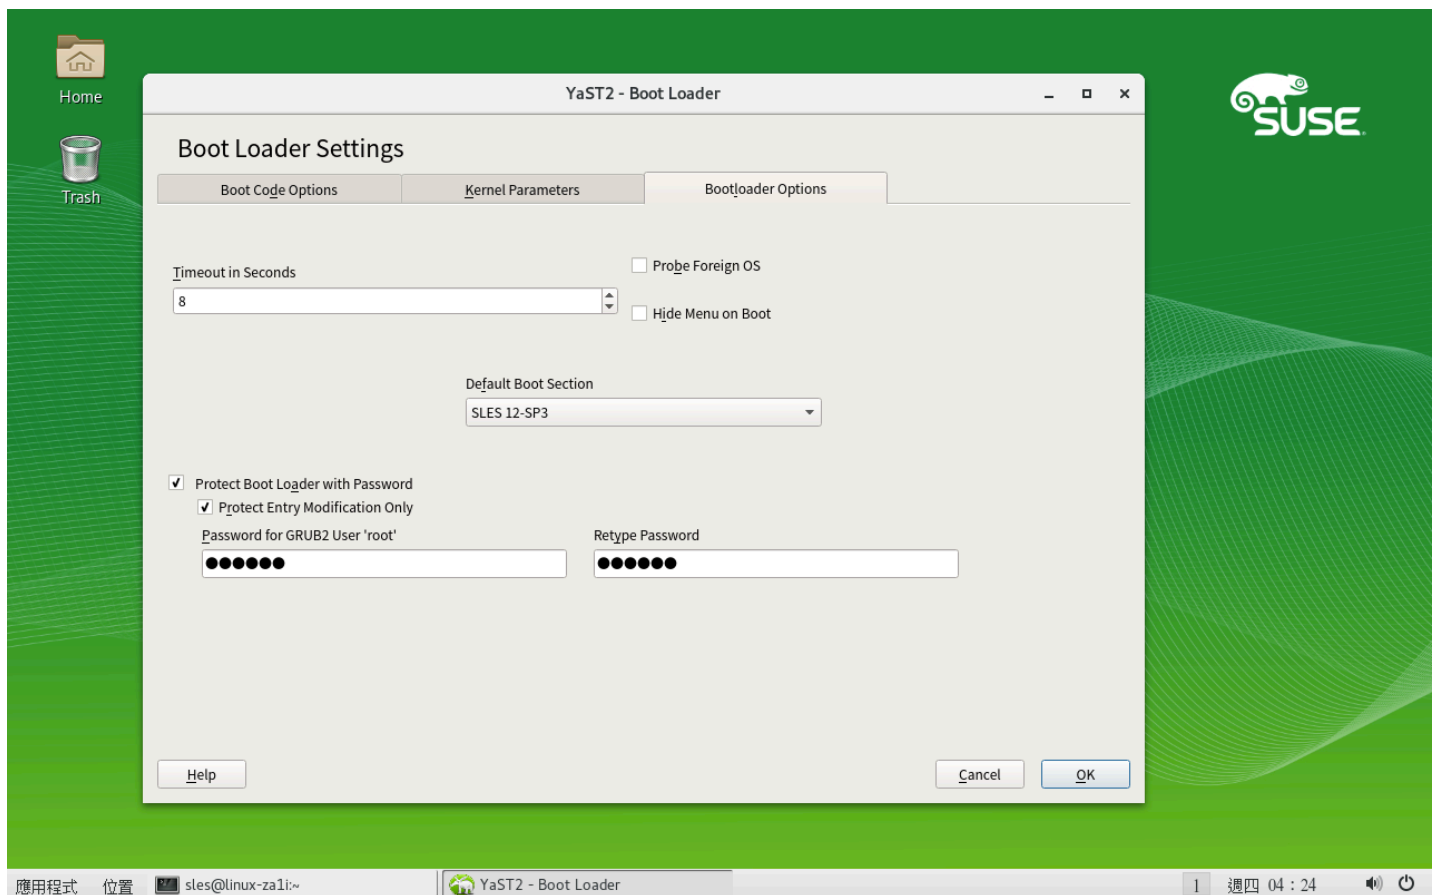 Home
Trash
SUSE
YaST2 - Boot Loader
Boot Loader Settings
Boot Code Options
Kernel Parameters
Bootloader Options
Timeout in Seconds
8
Probe Foreign OS
Hide Menu on Boot
Default Boot Section
SLES 12-SP3
Protect Boot Loader with Password
Protect Entry Modification Only
Password for GRUB2 User 'root'
Retype Password
●●●●●●
●●●●●●
Help
Cancel
OK
應用程式 位置 sles@linux-za1i:~ YaST2 - Boot Loader 1 週四 04：24